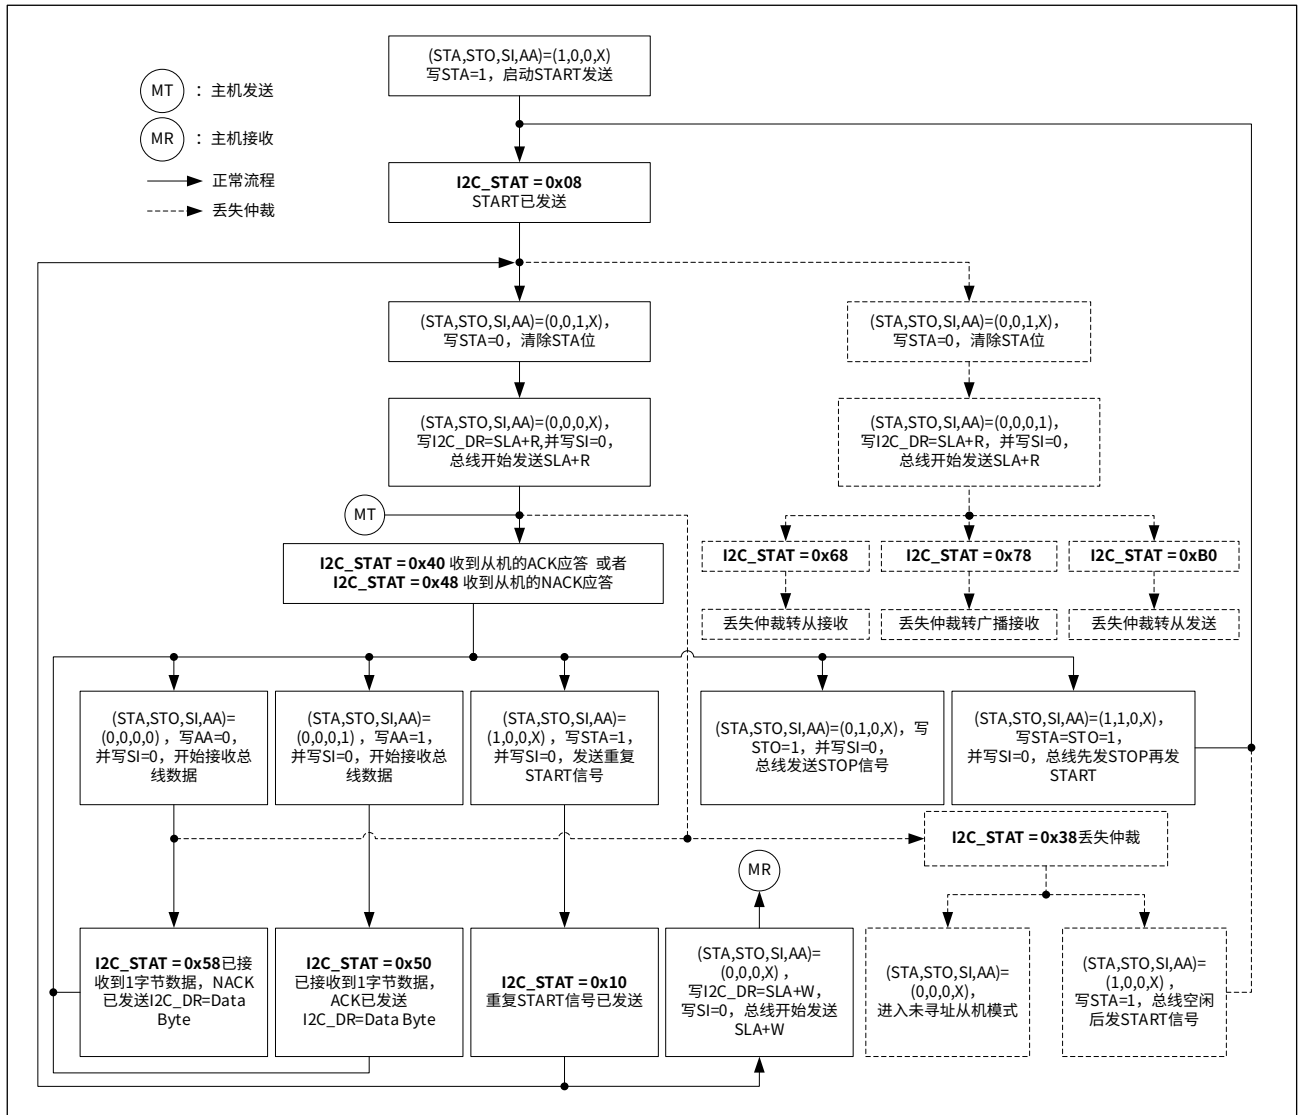 (STA,STO,SI,AA)=(1,0,0,X)
写STA=1，启动START发送
MT ：主机发送
MR ：主机接收
正常流程
丢失仲裁
I2C_STAT = 0x08
START已发送
(STA,STO,SI,AA)=(0,0,1,X)，
写STA=0，清除STA位
(STA,STO,SI,AA)=(0,0,1,X)，
写STA=0，清除STA位
(STA,STO,SI,AA)=(0,0,0,X)，
写I2C_DR=SLA+R,并写SI=0，
总线开始发送SLA+R
(STA,STO,SI,AA)=(0,0,0,1)，
写I2C_DR=SLA+R，并写SI=0，
总线开始发送SLA+R
MT
I2C_STAT = 0x40 收到从机的ACK应答 或者
I2C_STAT = 0x48 收到从机的NACK应答
I2C_STAT = 0x68
I2C_STAT = 0x78
I2C_STAT = 0xB0
丢失仲裁转从接收
丢失仲裁转广播接收
丢失仲裁转从发送
(STA,STO,SI,AA)=
(0,0,0,0)，写AA=0，
并写SI=0，开始接收总
线数据
(STA,STO,SI,AA)=
(0,0,0,1)，写AA=1，
并写SI=0，开始接收总
线数据
(STA,STO,SI,AA)=
(1,0,0,X)，写STA=1，
并写SI=0，发送重复
START信号
(STA,STO,SI,AA)=(0,1,0,X)，写
STO=1，并写SI=0，
总线发送STOP信号
(STA,STO,SI,AA)=(1,1,0,X)，
写STA=STO=1，
并写SI=0，总线先发STOP再发
START
I2C_STAT = 0x38丢失仲裁
MR
I2C_STAT = 0x58已接
收到1字节数据，NACK
已发送I2C_DR=Data
Byte
I2C_STAT = 0x50
已接收到1字节数据，
ACK已发送
I2C_DR=Data Byte
I2C_STAT = 0x10
重复START信号已发送
(STA,STO,SI,AA)=
(0,0,0,X)，
写I2C_DR=SLA+W，
写SI=0，总线开始发送
SLA+W
(STA,STO,SI,AA)=
(0,0,0,X)，
进入未寻址从机模式
(STA,STO,SI,AA)=
(1,0,0,X)，
写STA=1，总线空闲
后发START信号